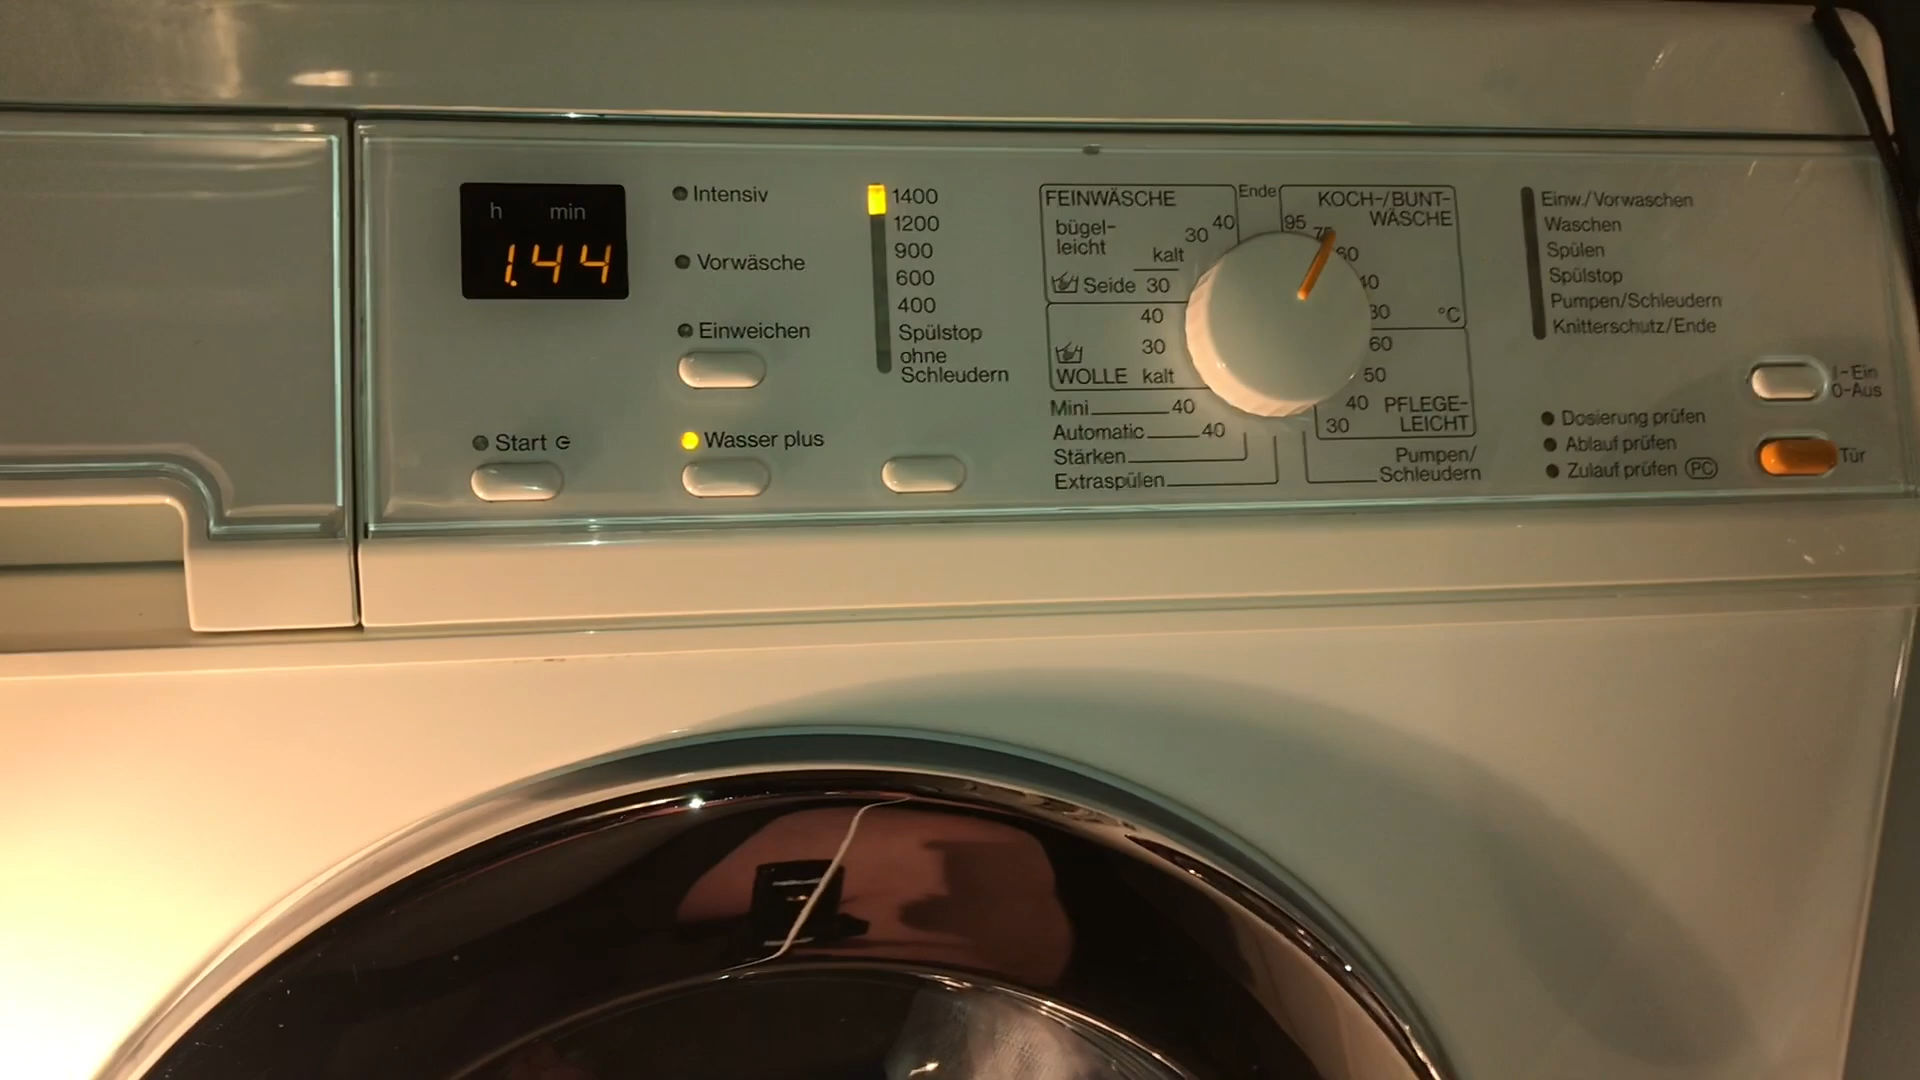 h min
1.44
Intensiv
Vorwäsche
Einweichen
Start
Wasser plus
1400
1200
900
600
400
Spülstop
ohne
Schleudern
FEINWÄSCHE
bügel-
leicht
kalt 30 40
Seide 30
40
30
WOLLE kalt
Mini 40
Automatic 40
Stärken
Extraspülen
Ende
KOCH-/BUNT-
WÄSCHE
95
60
40
30 °C
60
50
40 PFLEGE-
30 LEICHT
Pumpen/
Schleudern
Einw./Vorwaschen
Waschen
Spülen
Spülstop
Pumpen/Schleudern
Knitterschutz/Ende
I-Ein
0-Aus
Dosierung prüfen
Ablauf prüfen
Zulauf prüfen PC
Tür